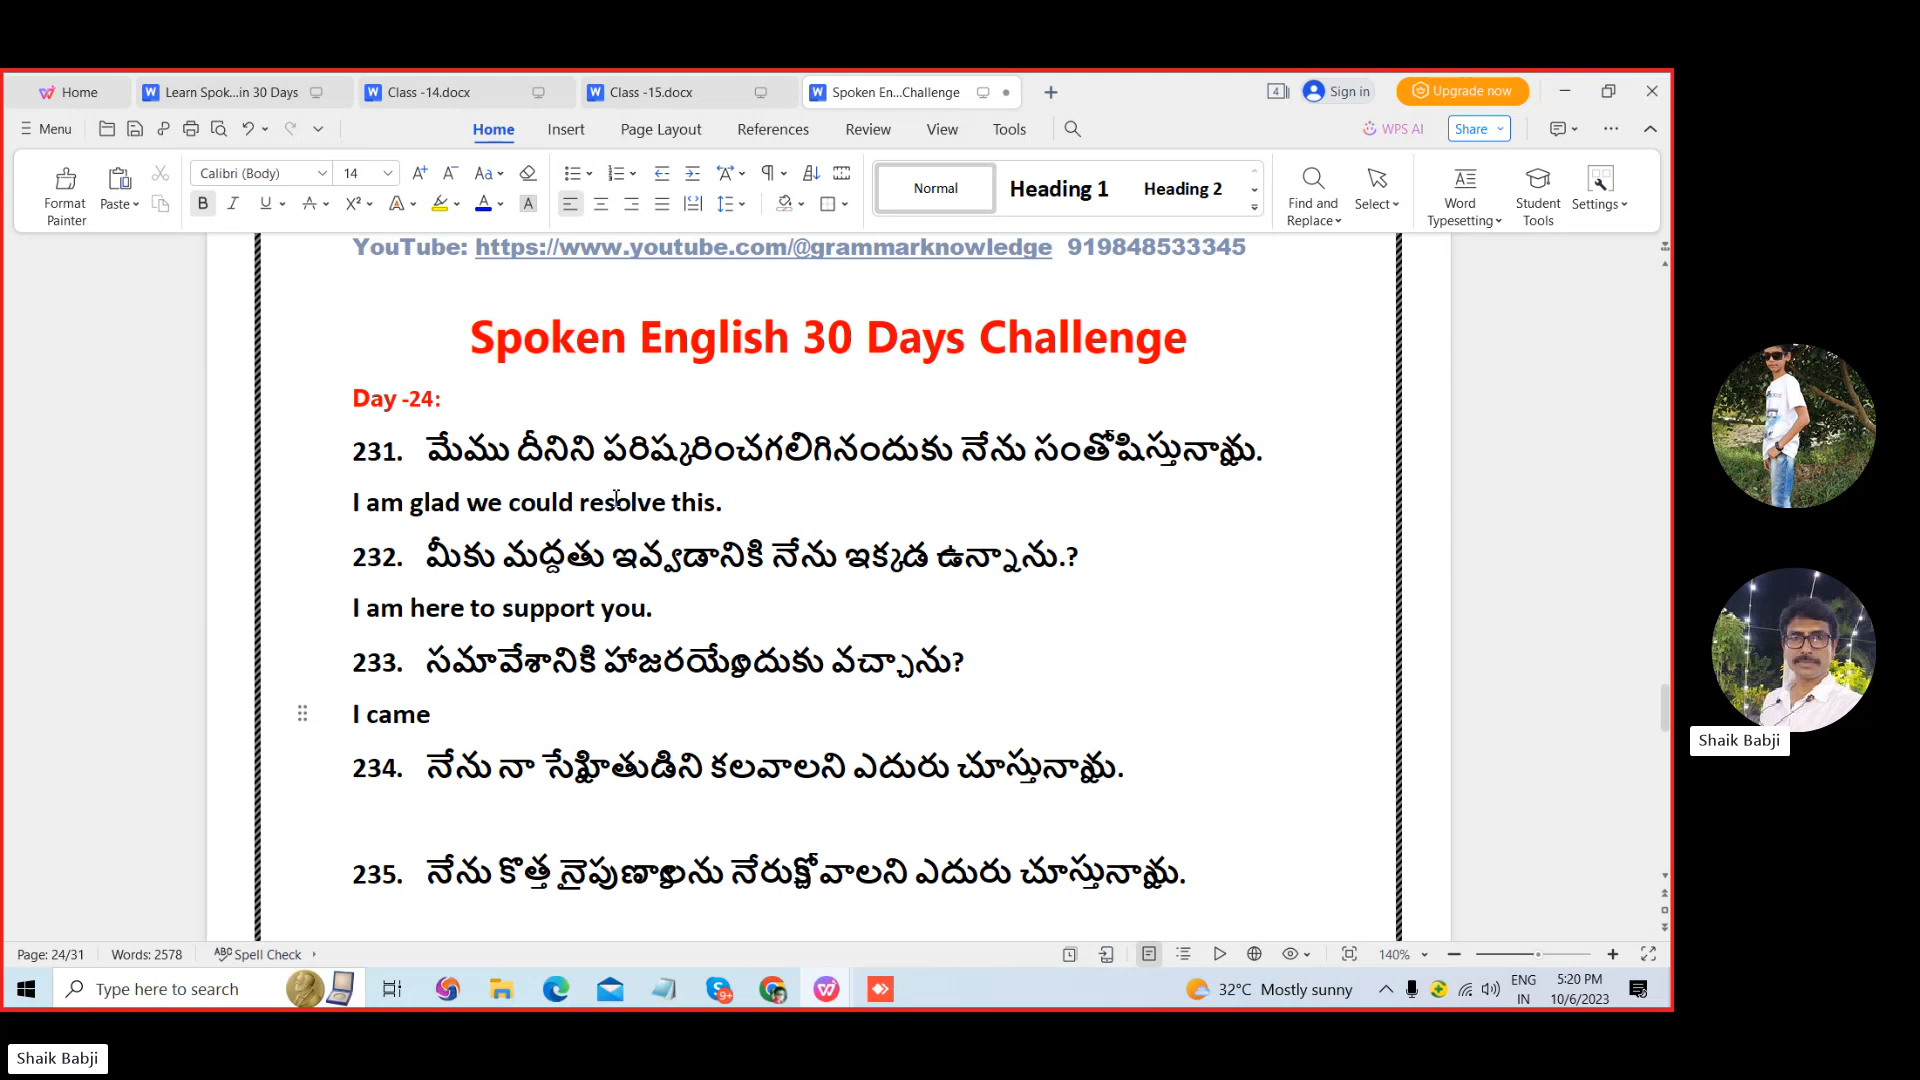 Home
Learn Spok...in 30 Days
Class -14.docx
Class -15.docx
Spoken En...Challenge
4
Sign in
Upgrade now
Menu
Home
Insert
Page Layout
References
Review
View
Tools
WPS AI
Share
Format Painter
Paste
Calibri (Body)
14
Normal
Heading 1
Heading 2
Find and Replace
Select
Word Typesetting
Student Tools
Settings
YouTube: https://www.youtube.com/@grammarknowledge 919848533345
Spoken English 30 Days Challenge
Day -24:
231. మేము దీనిని పరిష్కరించగలిగినందుకు నేను సంతోషిస్తున్నాను.
I am glad we could resolve this.
232. మీకు మద్దతు ఇవ్వడానికి నేను ఇక్కడ ఉన్నాను.?
I am here to support you.
233. సమావేశానికి హాజరయ్యేందుకు వచ్చాను?
I came
234. నేను నా స్నేహితుడిని కలవాలని ఎదురు చూస్తున్నాను.
235. నేను కొత్త నైపుణ్యాలను నేర్చుకోవాలని ఎదురు చూస్తున్నాను.
Page: 24/31
Words: 2578
Spell Check
140%
Type here to search
32°C Mostly sunny
ENG
IN
5:20 PM
10/6/2023
Shaik Babji
Shaik Babji